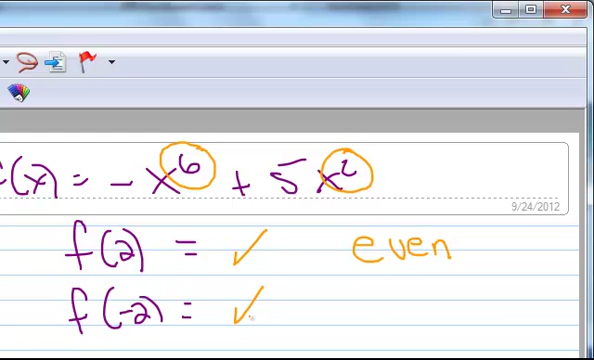 f(x) = -x⁶ + 5x²
9/24/2012
f(2) = ✓ even
f(-2) = ✓